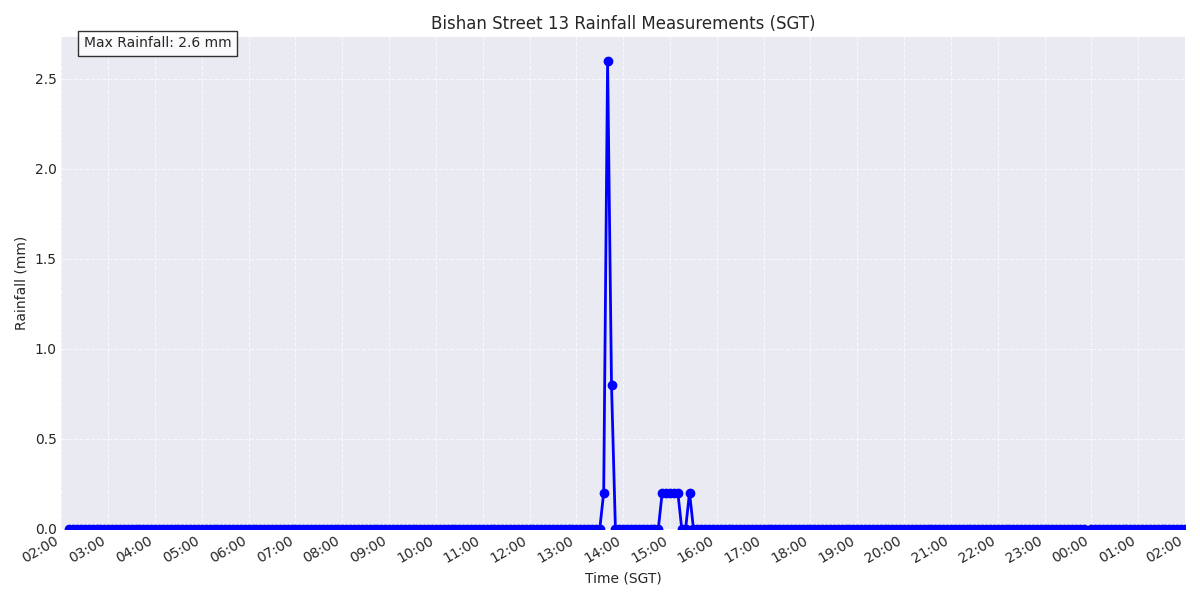 Bishan Street 13 Rainfall Measurements (SGT)
Max Rainfall: 2.6 mm
2.5
2.0
1.5
1.0
0.5
0.0
Rainfall (mm)
02:00 03:00 04:00 05:00 06:00 07:00 08:00 09:00 10:00 11:00 12:00 13:00 14:00 15:00 16:00 17:00 18:00 19:00 20:00 21:00 22:00 23:00 00:00 01:00 02:00
Time (SGT)